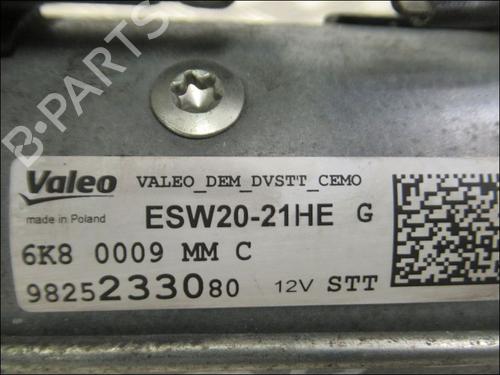 B-PARTS
Valeo VALEO_DEM_DVSTT_CEMO
made in Poland ESW20-21HE G
6K8 0009 MM C
9825233080 12V STT